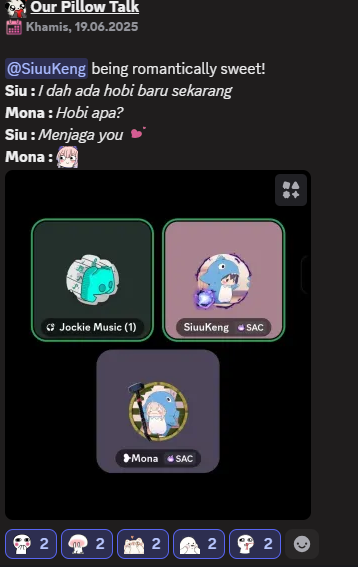 Our Pillow Talk
Khamis, 19.06.2025
@SiuuKeng being romantically sweet!
Siu : I dah ada hobi baru sekarang
Mona : Hobi apa?
Siu : Menjaga you
Mona :
Jockie Music (1)
SiuuKeng SAC
Mona SAC
2 2 2 2 2